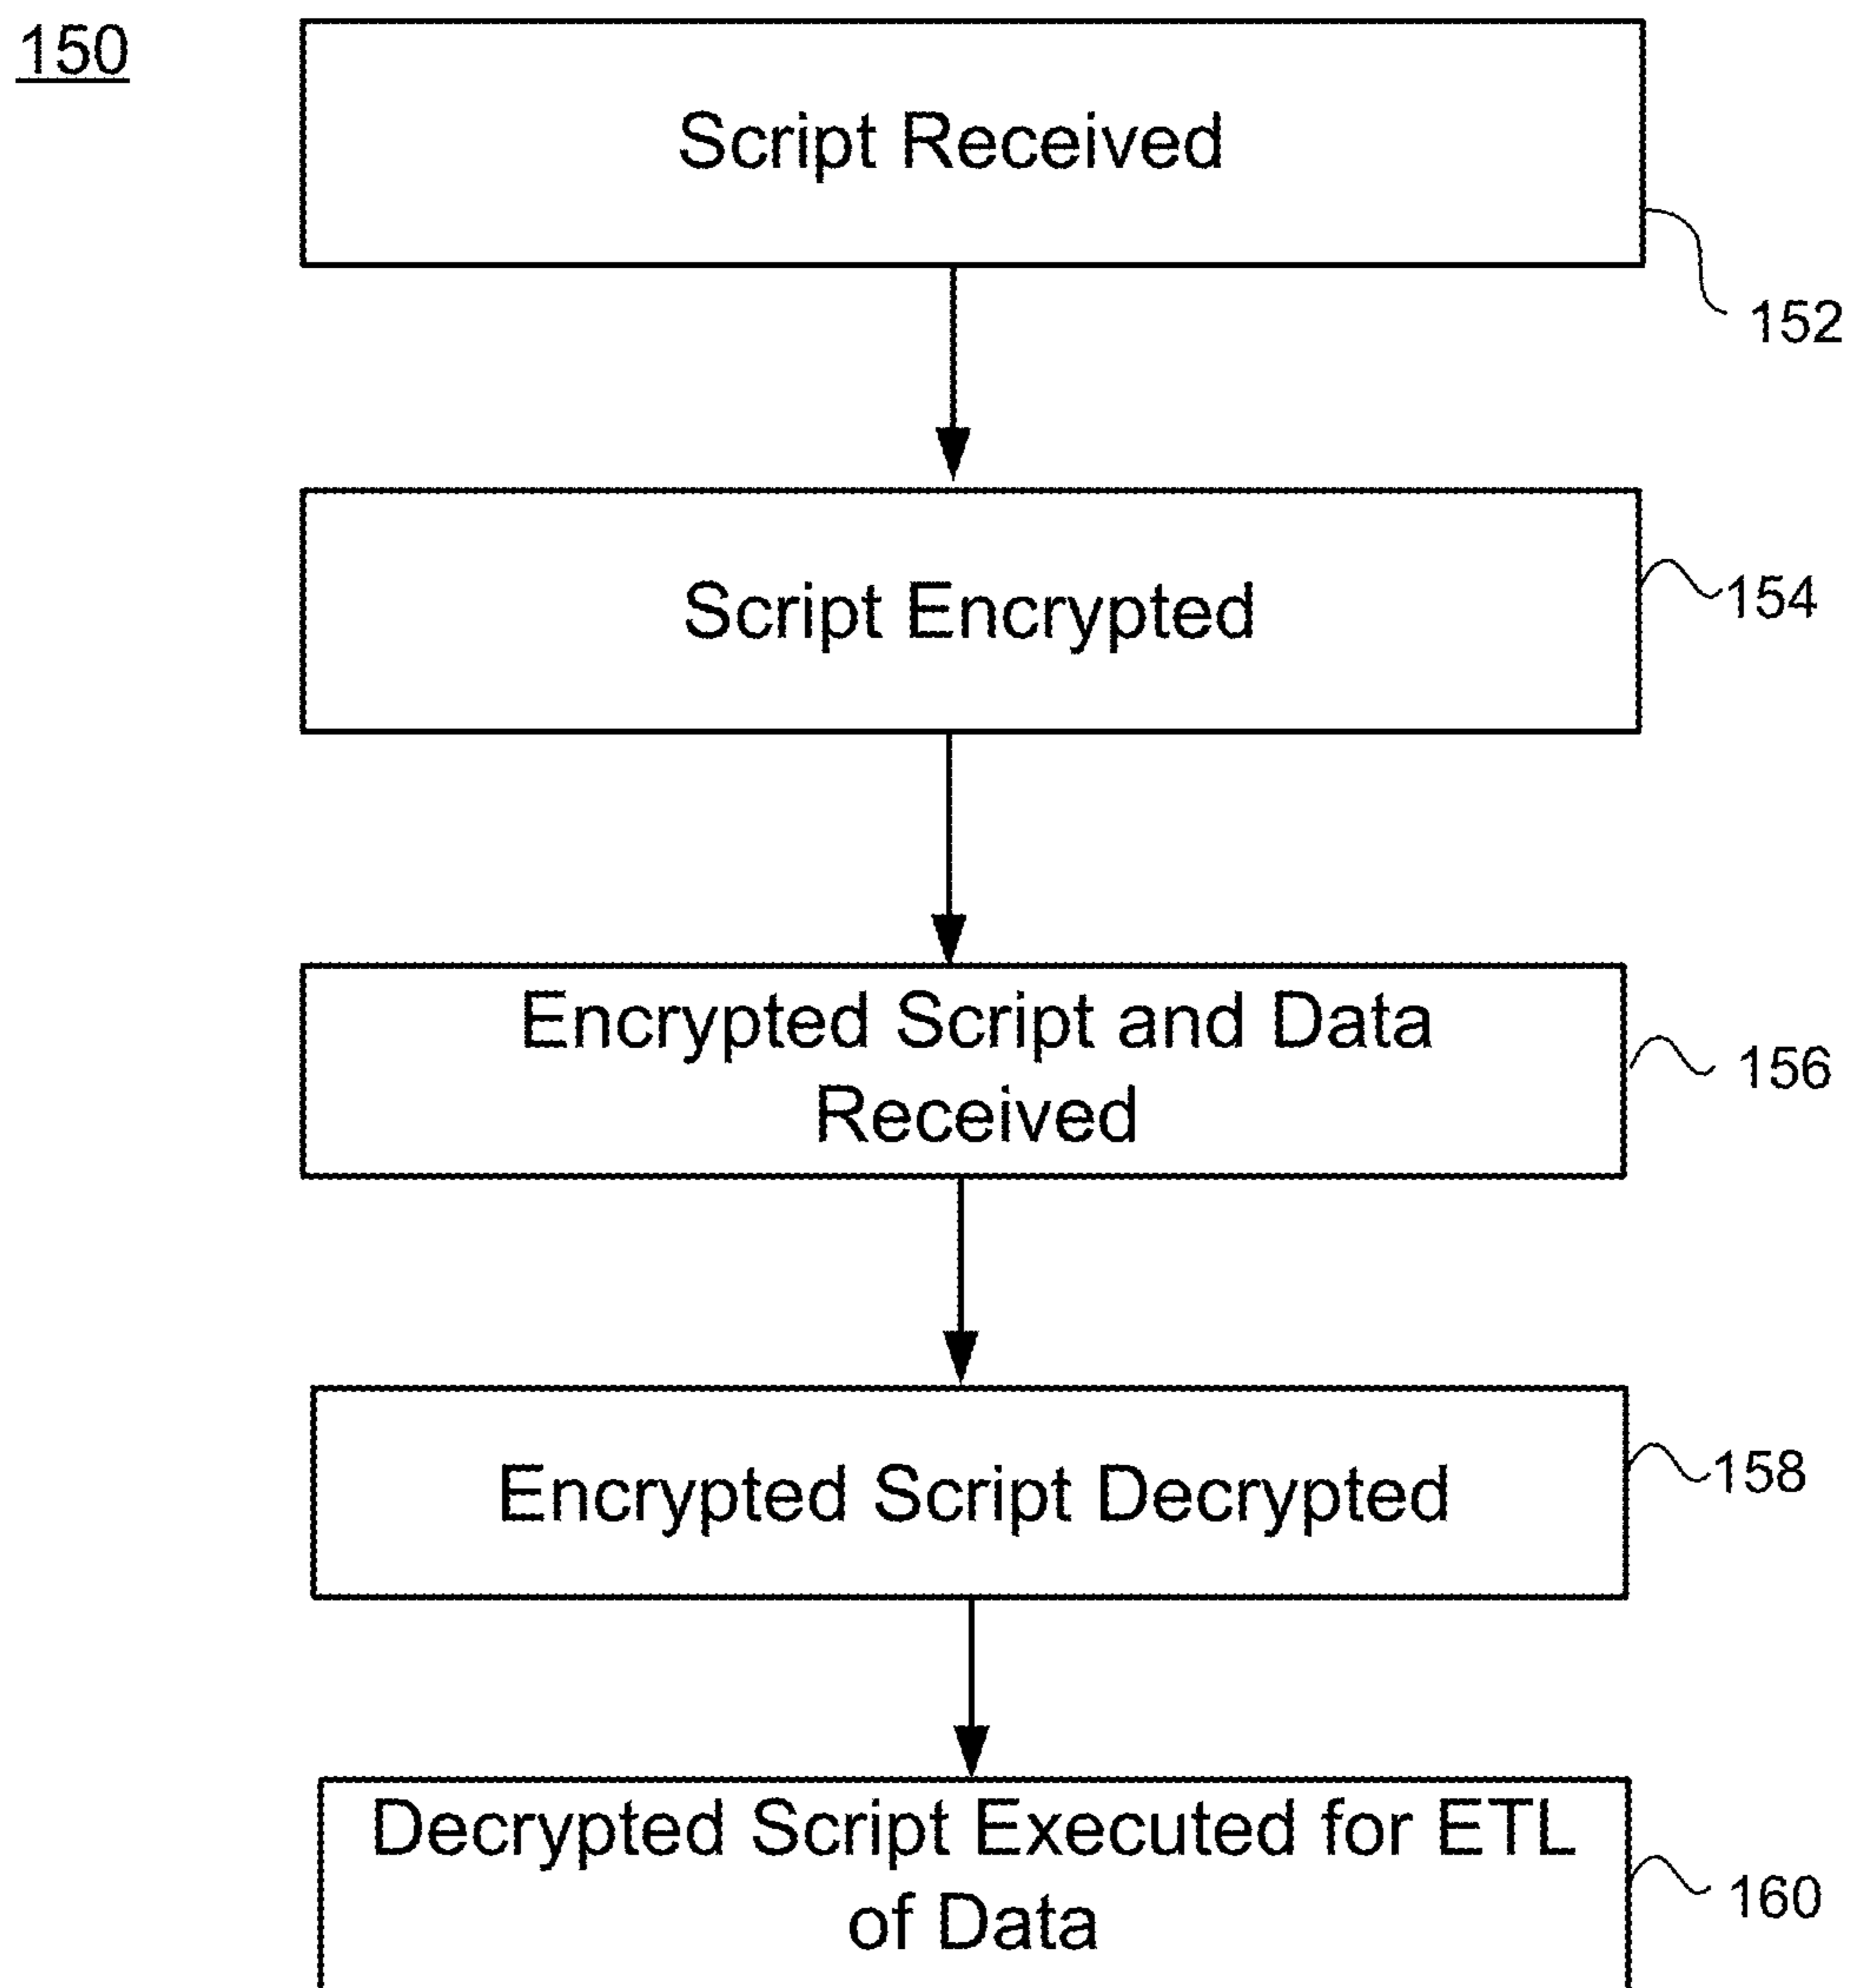 150
Script Received
152
Script Encrypted
154
Encrypted Script and Data
Received
156
Encrypted Script Decrypted
158
Decrypted Script Executed for ETL
of Data
160